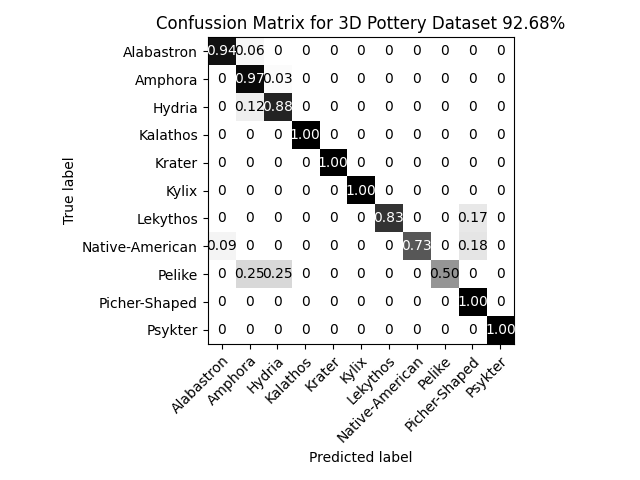 Confussion Matrix for 3D Pottery Dataset 92.68%
Alabastron 0.94 0.06 0 0 0 0 0 0 0 0 0
Amphora 0 0.97 0.03 0 0 0 0 0 0 0 0
Hydria 0 0.12 0.88 0 0 0 0 0 0 0 0
Kalathos 0 0 0 1.00 0 0 0 0 0 0 0
Krater 0 0 0 0 1.00 0 0 0 0 0 0
Kylix 0 0 0 0 0 1.00 0 0 0 0 0
Lekythos 0 0 0 0 0 0 0.83 0 0 0.17 0
Native-American 0.09 0 0 0 0 0 0 0.73 0 0.18 0
Pelike 0 0.25 0.25 0 0 0 0 0 0.50 0 0
Picher-Shaped 0 0 0 0 0 0 0 0 0 1.00 0
Psykter 0 0 0 0 0 0 0 0 0 0 1.00
True label
Alabastron Amphora Hydria Kalathos Krater Kylix Lekythos Native-American Pelike Picher-Shaped Psykter
Predicted label